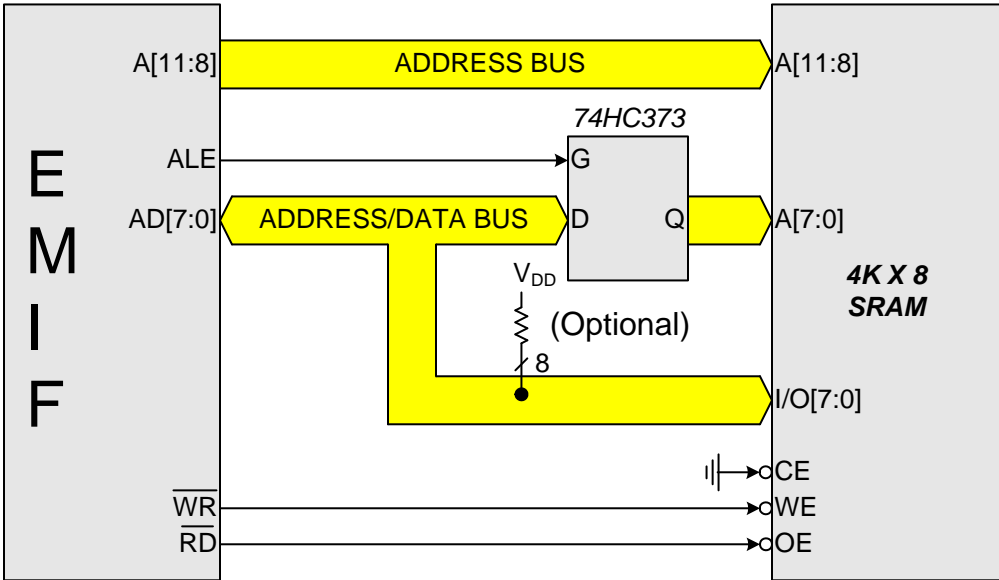 A[11:8]
ADDRESS BUS
A[11:8]
74HC373
ALE
G
E
M
I
F
AD[7:0]
ADDRESS/DATA BUS
D
Q
A[7:0]
V_DD
4K X 8
SRAM
(Optional)
8
I/O[7:0]
CE
WR
WE
RD
OE